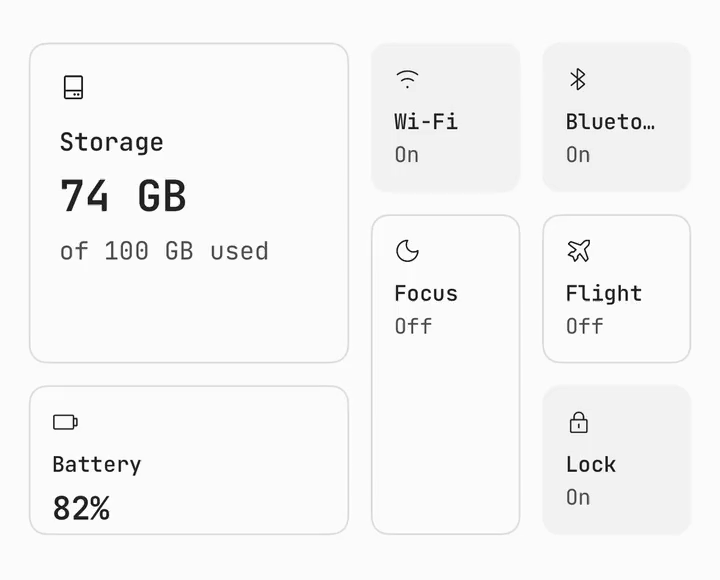 Storage
74 GB
of 100 GB used
Wi-Fi
On
Blueto…
On
Focus
Off
Flight
Off
Battery
82%
Lock
On